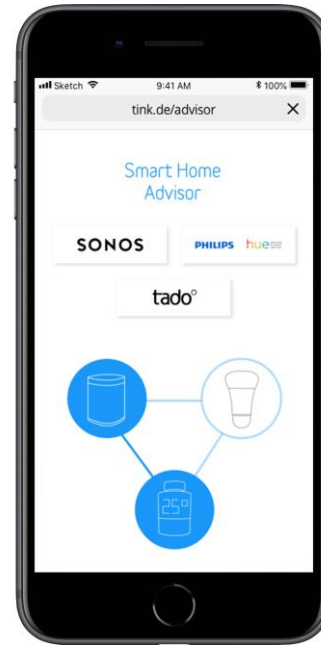 Sketch 9:41 AM 100%
tink.de/advisor
Smart Home
Advisor
SONOS PHILIPS hue
tado°
25°